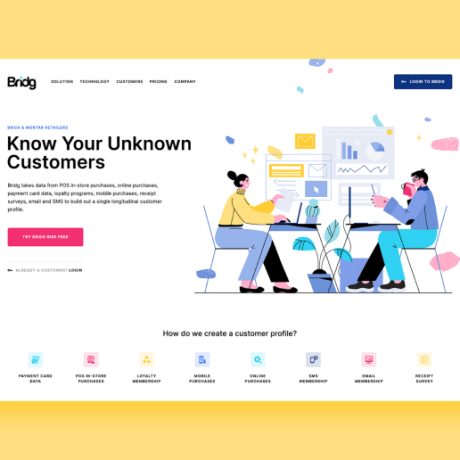 Bridg
SOLUTION TECHNOLOGY CUSTOMERS PRICING COMPANY
LOGIN TO BRIDG
BRICK & MORTAR RETAILERS
Know Your Unknown
Customers
Bridg takes data from POS in-store purchases, online purchases,
payment card data, loyalty programs, mobile purchases, receipt
surveys, email and SMS to build out a single longitudinal customer
profile.
TRY BRIDG FOR FREE
ALREADY A CUSTOMER? LOGIN
How do we create a customer profile?
PAYMENT CARD
DATA
POS IN-STORE
PURCHASES
LOYALTY
MEMBERSHIP
MOBILE
PURCHASES
ONLINE
PURCHASES
SMS
MEMBERSHIP
EMAIL
MEMBERSHIP
RECEIPT
SURVEY